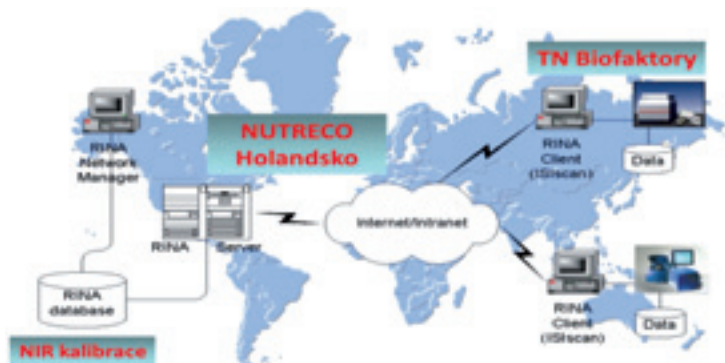 TN Biofaktory
NUTRECO
Holandsko
RINA
Network
Manager
RINA
Client
(ISIscan)
Data
RINA Server
Internet/Intranet
RINA
database
RINA
Client
(ISIscan)
Data
NIR kalibrace